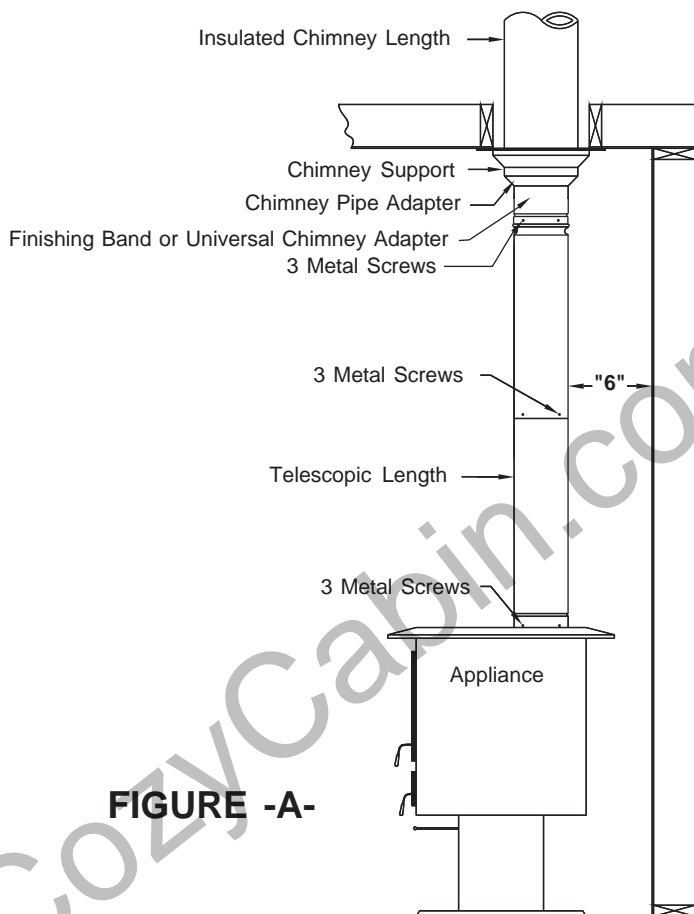 Insulated Chimney Length
Chimney Support
Chimney Pipe Adapter
Finishing Band or Universal Chimney Adapter
3 Metal Screws
3 Metal Screws
"6"
Telescopic Length
3 Metal Screws
Appliance
FIGURE -A-
CozyCabin.com